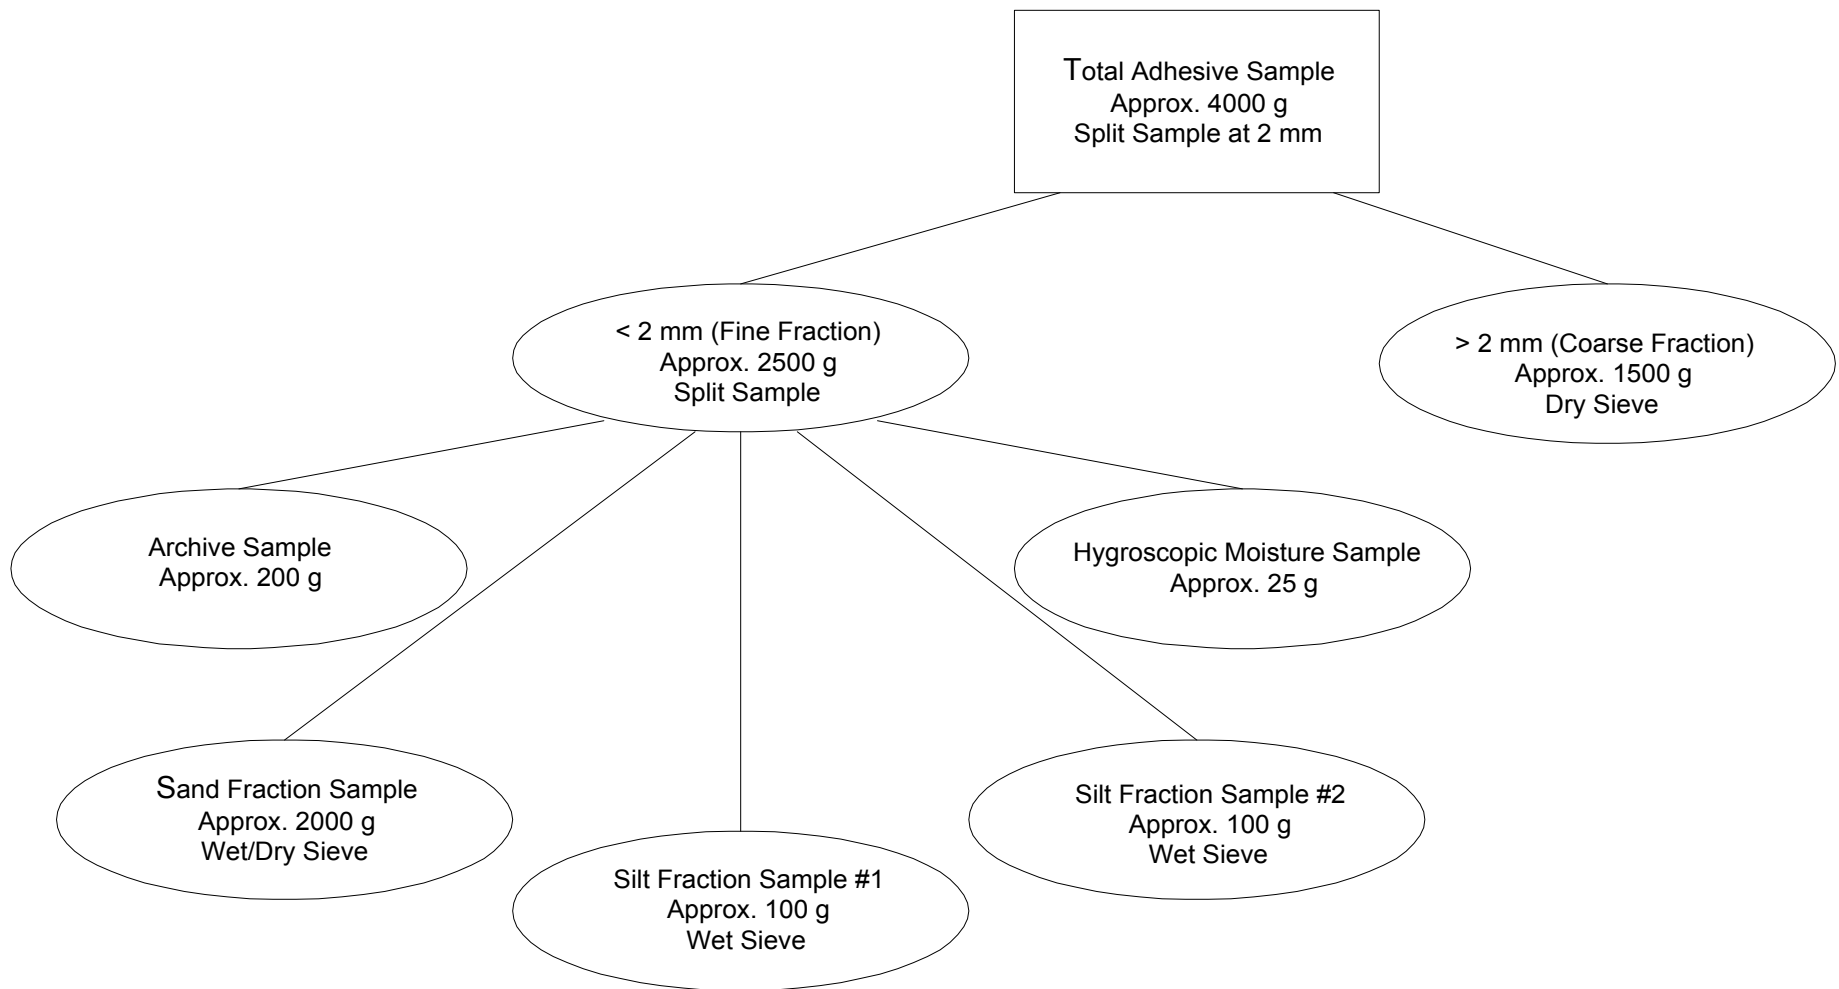 Total Adhesive Sample
Approx. 4000 g
Split Sample at 2 mm
< 2 mm (Fine Fraction)
Approx. 2500 g
Split Sample
> 2 mm (Coarse Fraction)
Approx. 1500 g
Dry Sieve
Archive Sample
Approx. 200 g
Hygroscopic Moisture Sample
Approx. 25 g
Sand Fraction Sample
Approx. 2000 g
Wet/Dry Sieve
Silt Fraction Sample #1
Approx. 100 g
Wet Sieve
Silt Fraction Sample #2
Approx. 100 g
Wet Sieve